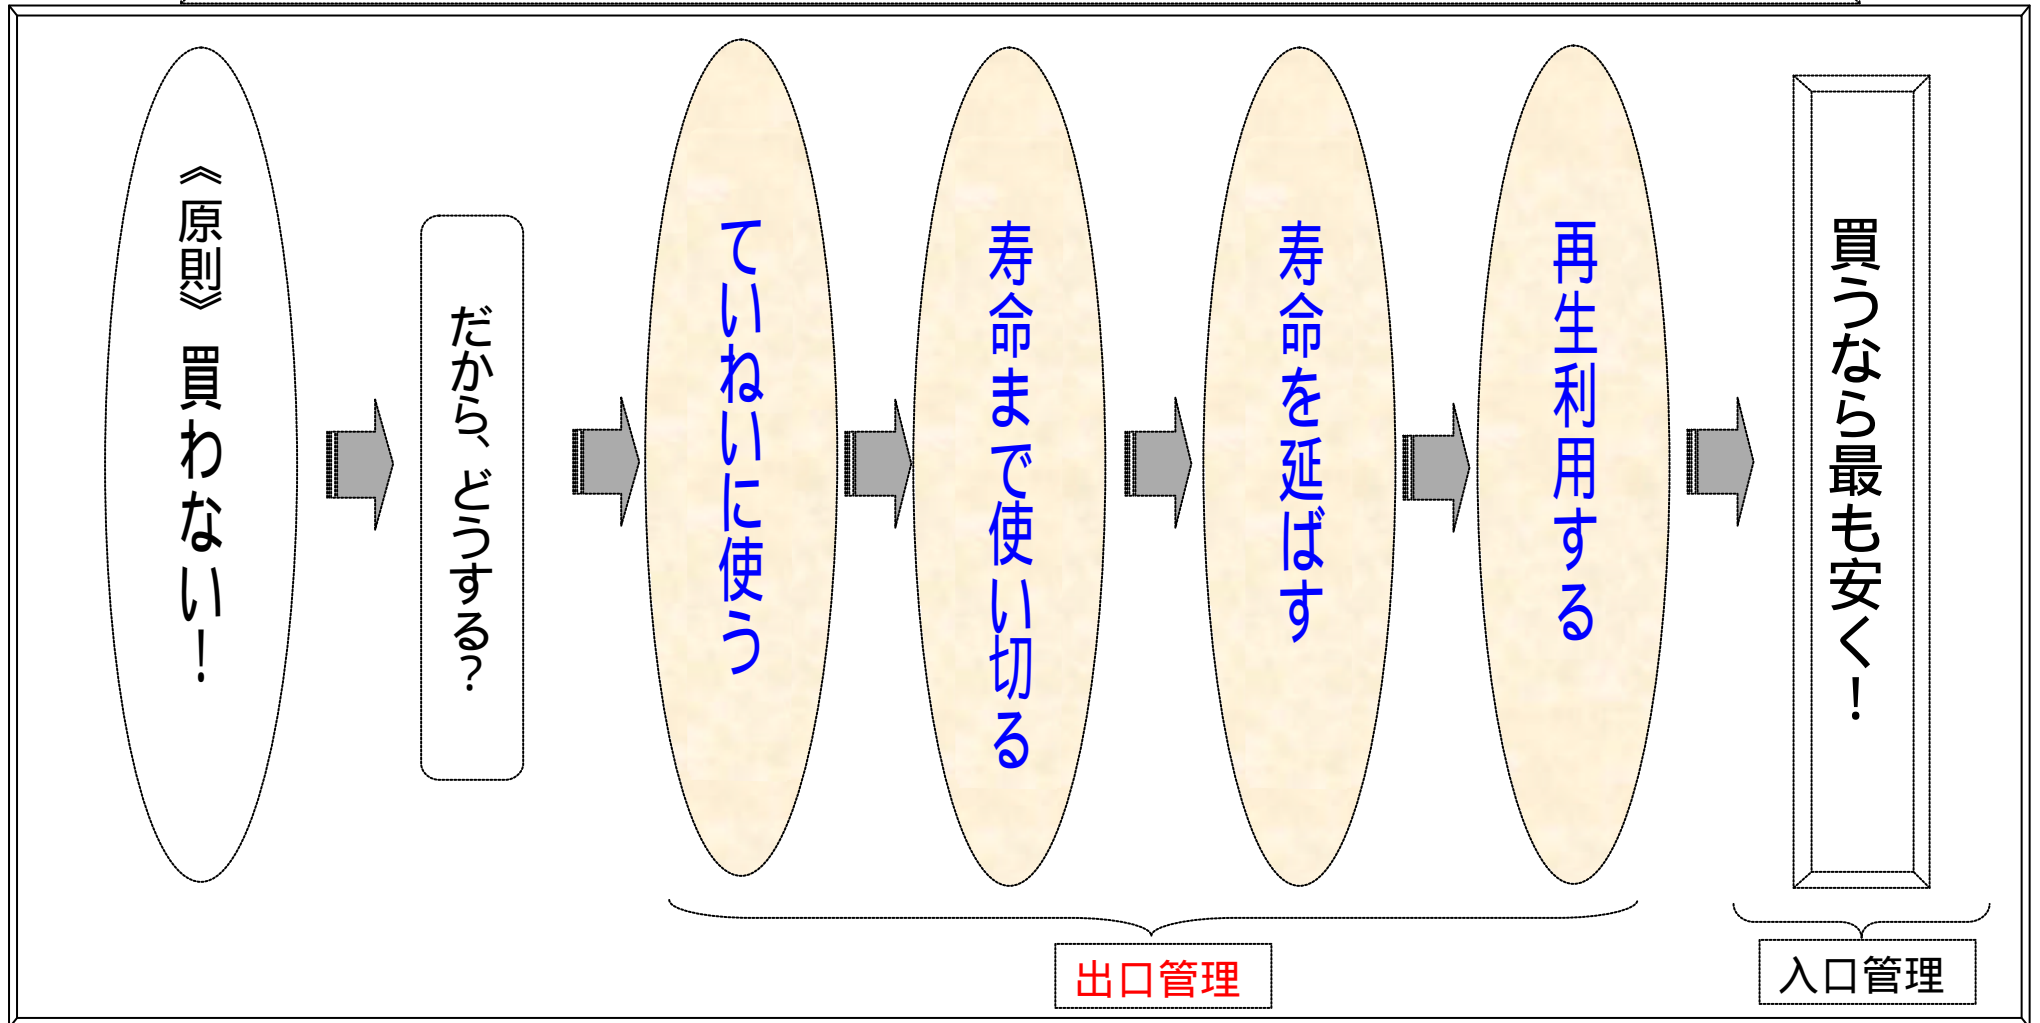 《原則》買わない！
だから、どうする？
ていねいに使う
寿命まで使い切る
寿命を延ばす
再生利用する
買うなら最も安く！
出口管理
入口管理